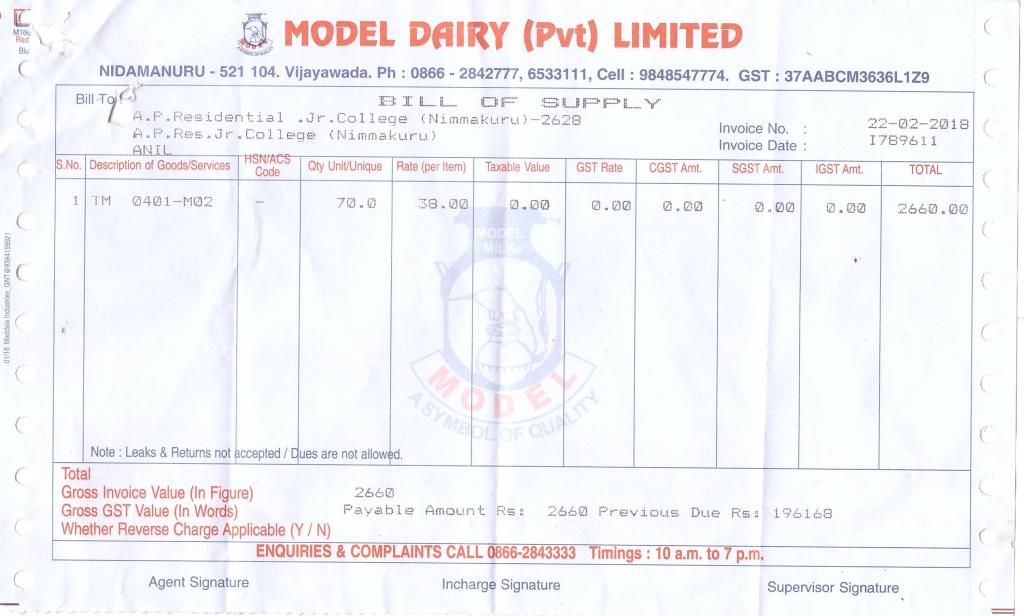 M16
Red
Blu
MODEL
A SYMBOL OF QUALITY
MODEL DAIRY (Pvt) LIMITED
NIDAMANURU - 521 104. Vijayawada. Ph : 0866 - 2842777, 6533111, Cell : 9848547774. GST : 37AABCM3636L1Z9
Bill To
BILL OF SUPPLY
A.P.Residential .Jr.College (Nimmakuru)-2628
A.P.Res.Jr.College (Nimmakuru)
ANIL
Invoice No. : 22-02-2018
Invoice Date : I789611
S.No. Description of Goods/Services HSN/ACS Code Qty Unit/Unique Rate (per Item) Taxable Value GST Rate CGST Amt. SGST Amt. IGST Amt. TOTAL
1 TM 0401-M02 - 70.0 38.00 0.00 0.00 0.00 0.00 0.00 2660.00
MODEL
MILK
MODEL
A SYMBOL OF QUALITY
Note : Leaks & Returns not accepted / Dues are not allowed.
Total
Gross Invoice Value (In Figure) 2660
Gross GST Value (In Words) Payable Amount Rs: 2660 Previous Due Rs: 196168
Whether Reverse Charge Applicable (Y / N)
ENQUIRIES & COMPLAINTS CALL 0866-2843333 Timings : 10 a.m. to 7 p.m.
Agent Signature Incharge Signature Supervisor Signature